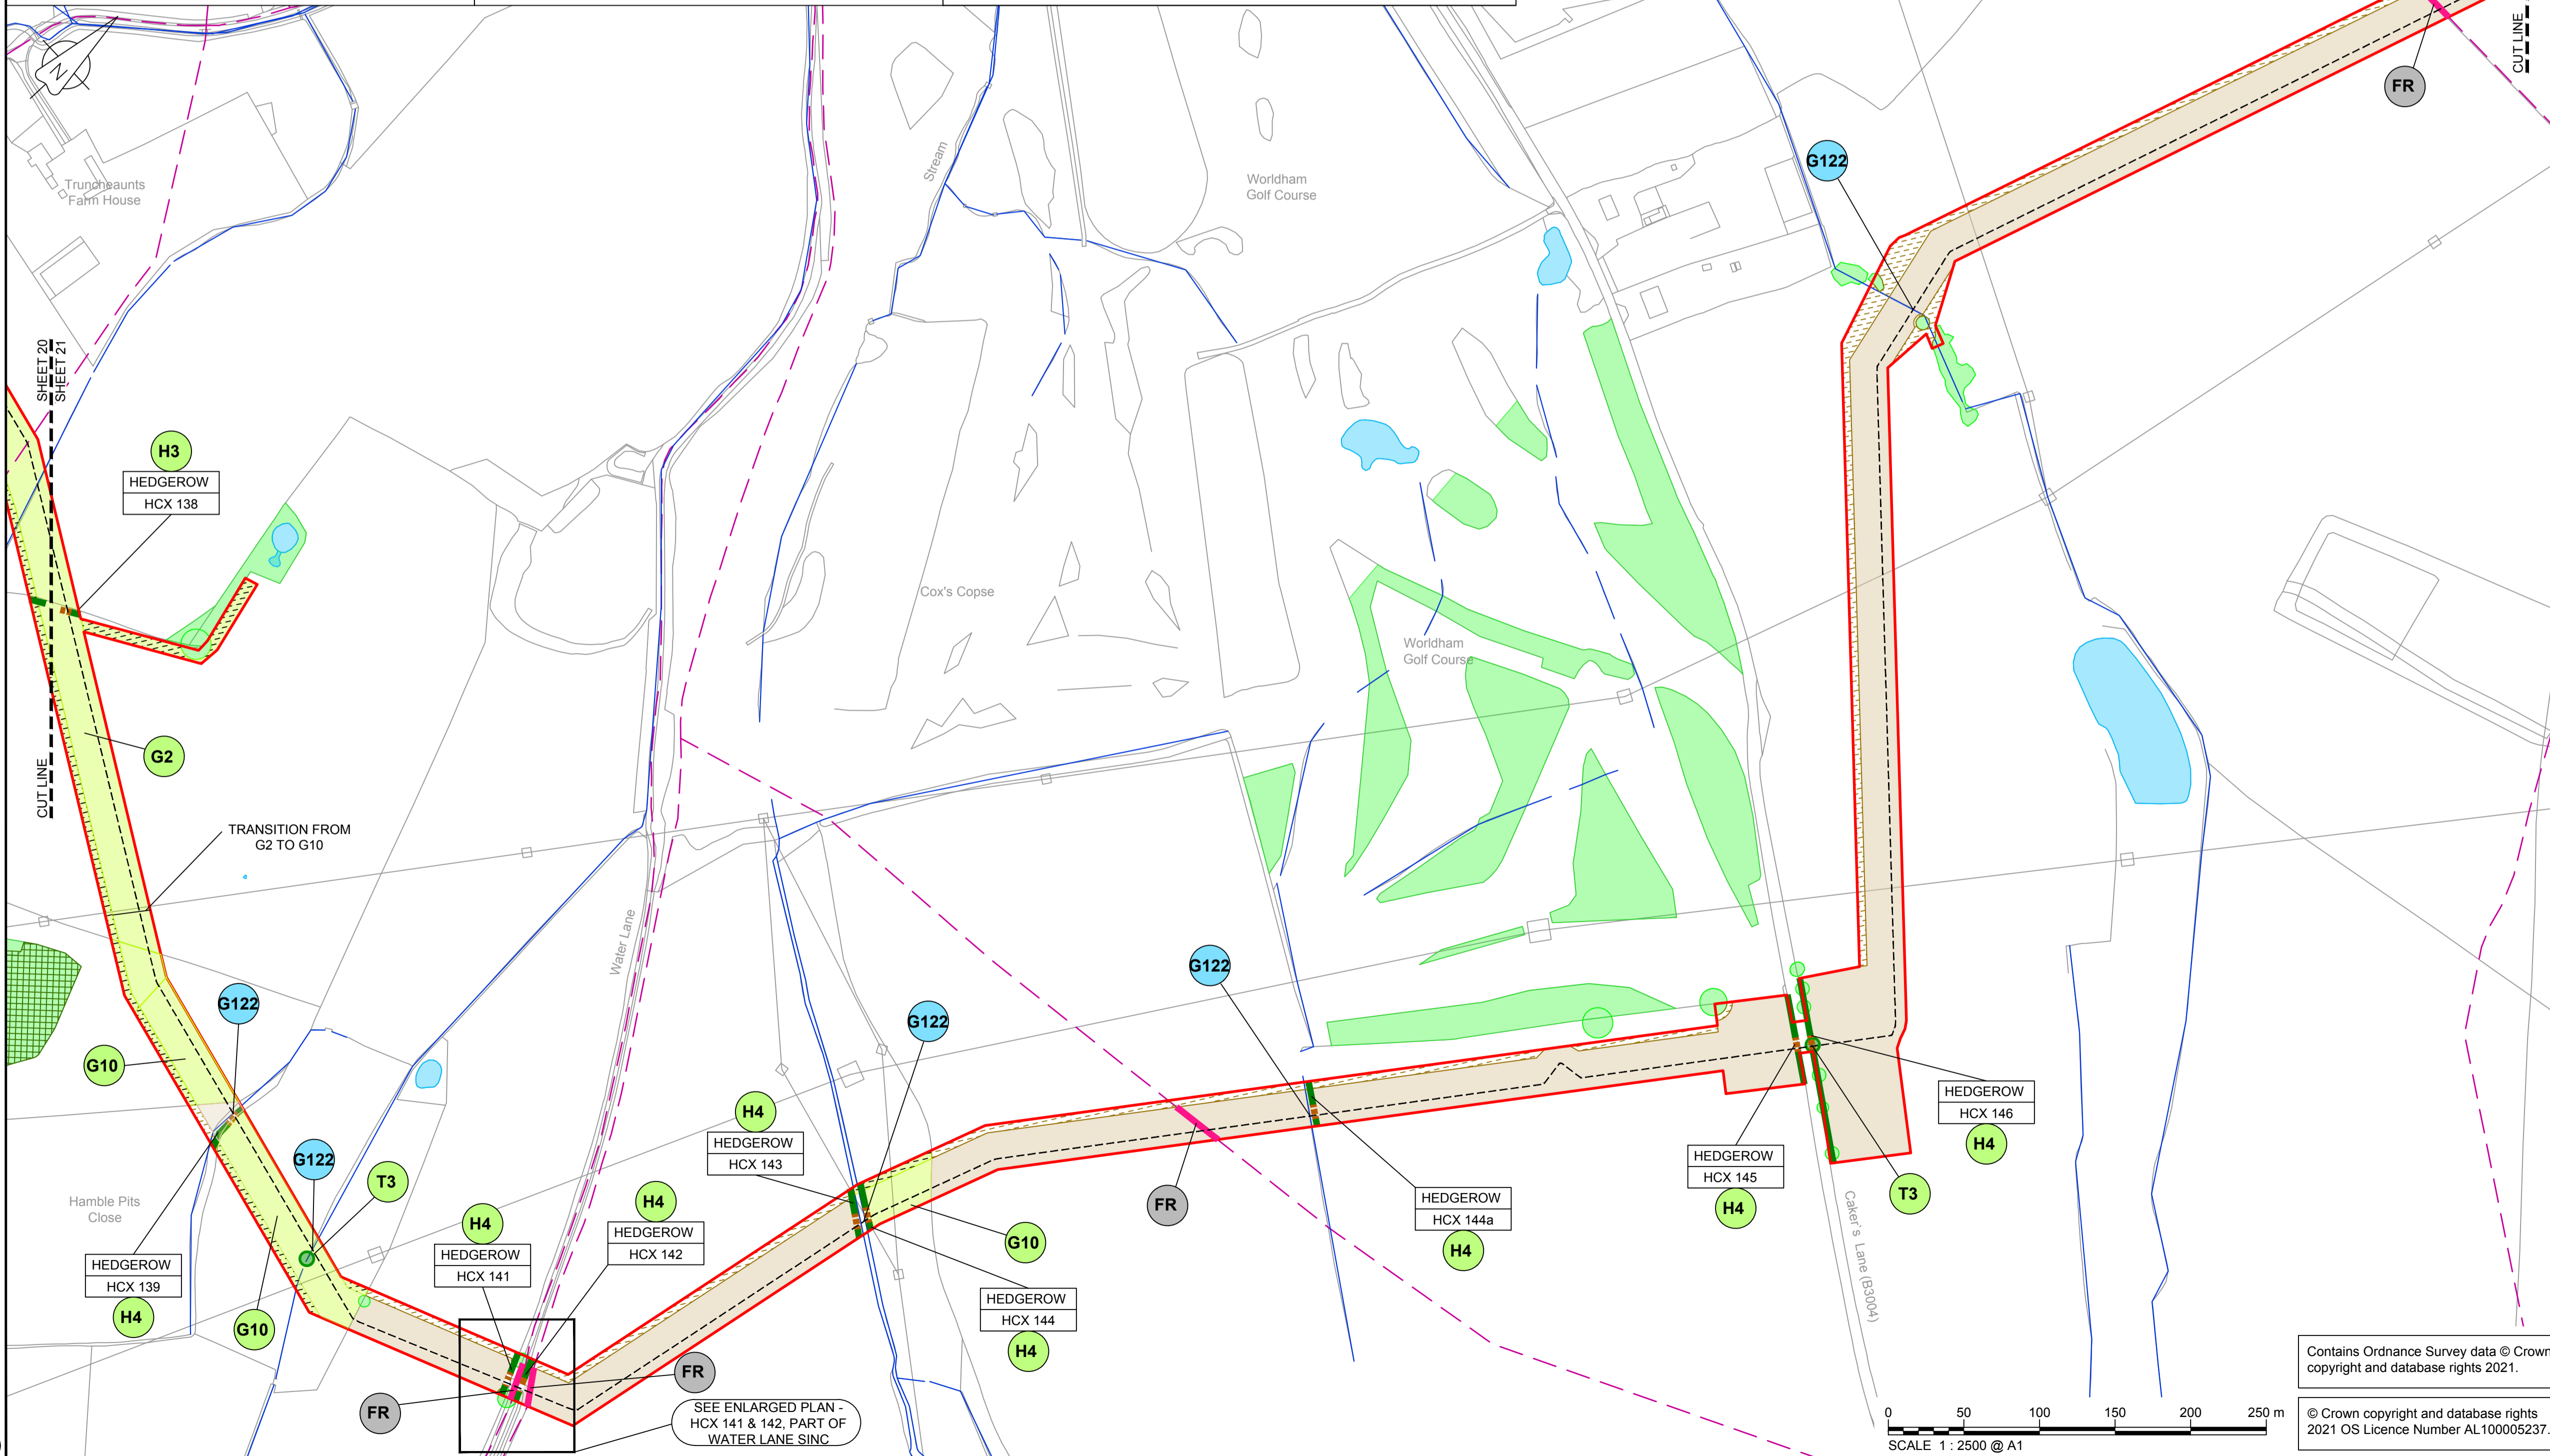 CUT LINE
FR
N
Truncheaunts
Farm House
Stream
Worldham
Golf Course
G122
SHEET 20
SHEET 21
CUT LINE
H3
HEDGEROW
HCX 138
G2
TRANSITION FROM
G2 TO G10
Cox's Copse
Worldham
Golf Course
Water Lane
G10
G122
G122
T3
Hamble Pits
Close
HEDGEROW
HCX 139
H4
G10
H4
HEDGEROW
HCX 141
H4
HEDGEROW
HCX 142
H4
HEDGEROW
HCX 143
G122
G10
HEDGEROW
HCX 144
H4
FR
FR
SEE ENLARGED PLAN -
HCX 141 & 142, PART OF
WATER LANE SINC
G122
FR
HEDGEROW
HCX 144a
H4
HEDGEROW
HCX 145
H4
HEDGEROW
HCX 146
H4
T3
Caker`s Lane (B3004)
0 50 100 150 200 250 m
SCALE 1 : 2500 @ A1
Contains Ordnance Survey data © Crown
copyright and database rights 2021.
© Crown copyright and database rights
2021 OS Licence Number AL100005237.